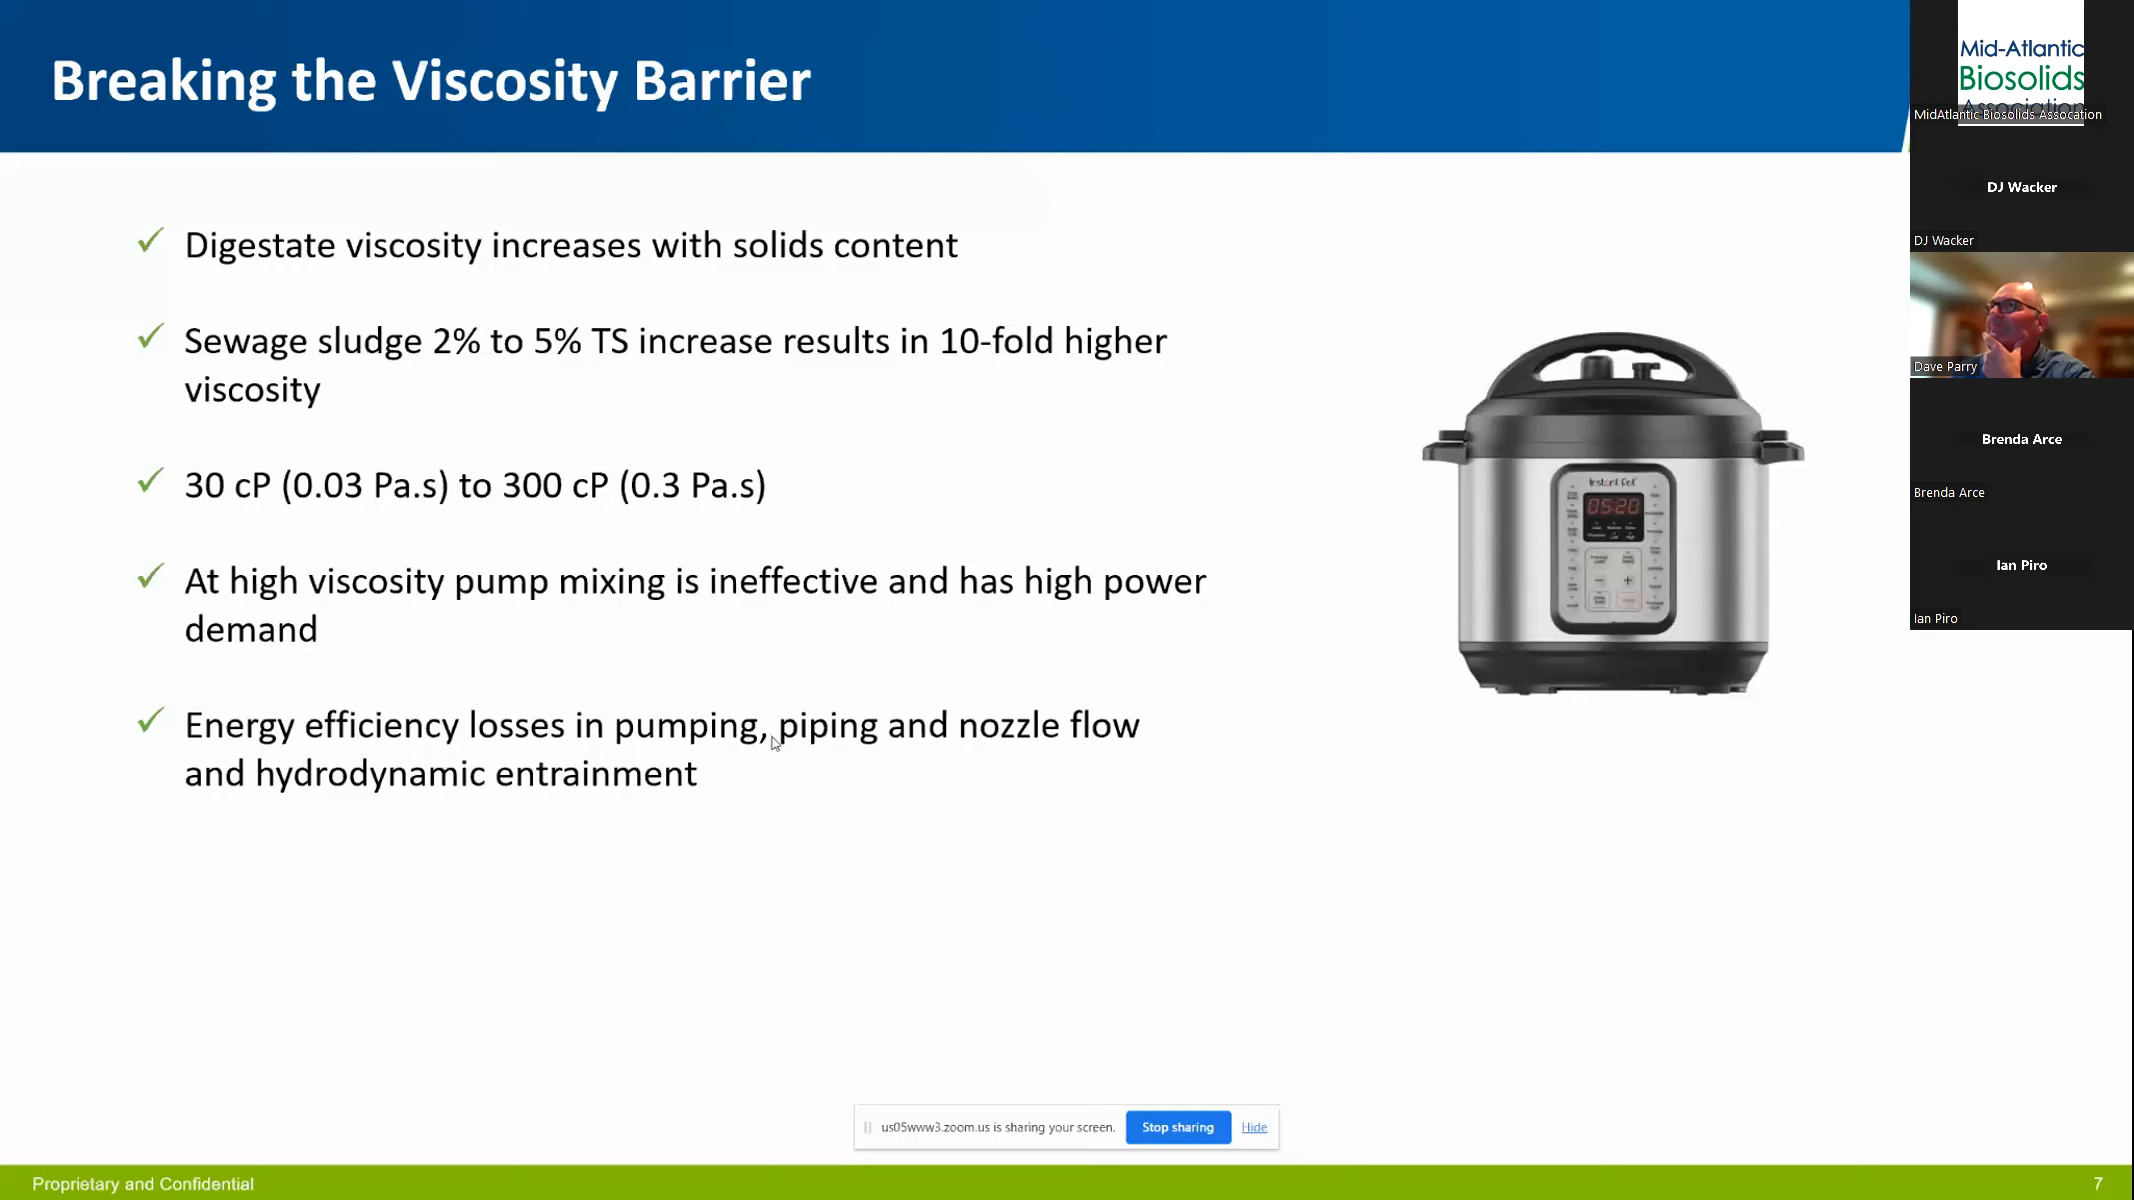 Breaking the Viscosity Barrier
Digestate viscosity increases with solids content
Sewage sludge 2% to 5% TS increase results in 10-fold higher
viscosity
30 cP (0.03 Pa.s) to 300 cP (0.3 Pa.s)
At high viscosity pump mixing is ineffective and has high power
demand
Energy efficiency losses in pumping, piping and nozzle flow
and hydrodynamic entrainment
Instant Pot
05:20
Mid-Atlantic
Biosolids
Association
MidAtlantic Biosolids Assocation
DJ Wacker
DJ Wacker
Dave Parry
Brenda Arce
Brenda Arce
Ian Piro
Ian Piro
us05www3.zoom.us is sharing your screen.
Stop sharing
Hide
Proprietary and Confidential
7